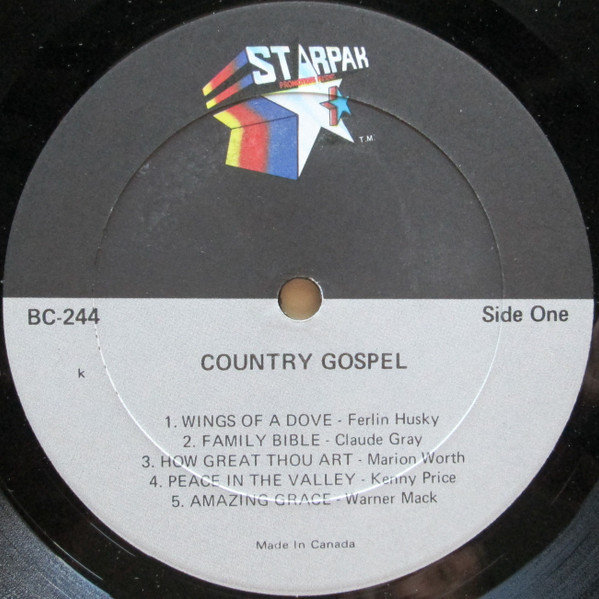 STARPAK
T.M.
BC-244
Side One
k
COUNTRY GOSPEL
1. WINGS OF A DOVE - Ferlin Husky
2. FAMILY BIBLE - Claude Gray
3. HOW GREAT THOU ART - Marion Worth
4. PEACE IN THE VALLEY - Kenny Price
5. AMAZING GRACE - Warner Mack
Made In Canada